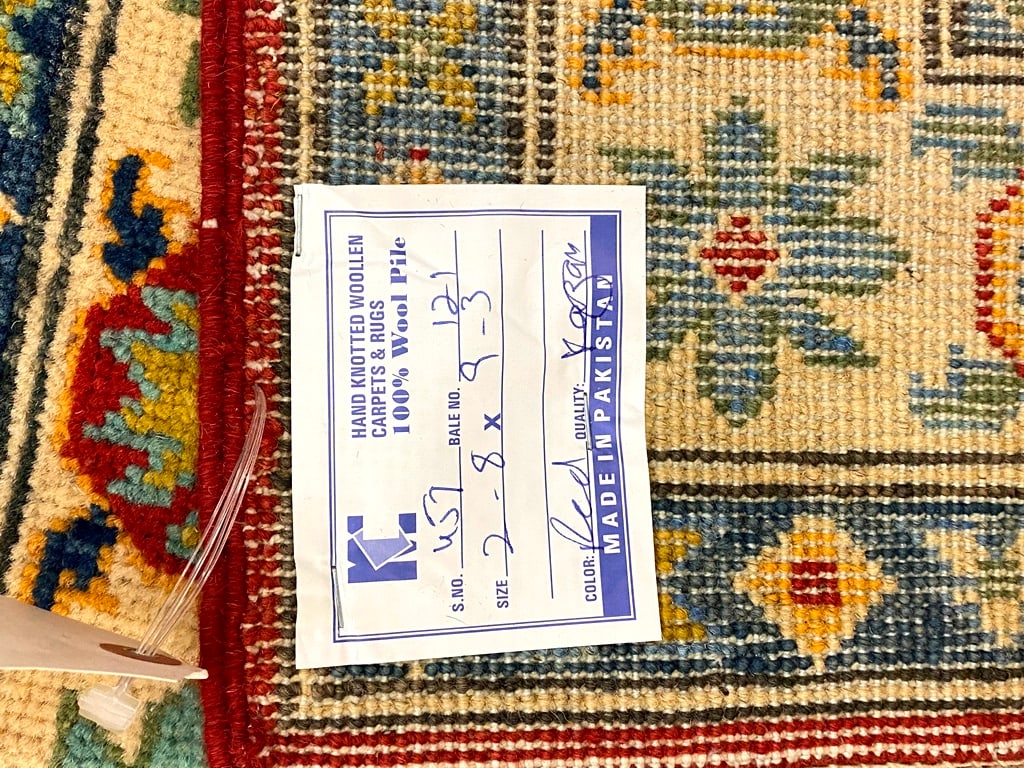 HAND KNOTTED WOOLLEN
CARPETS & RUGS
100% Wool Pile
S.NO. 457 BALE NO. 121
SIZE 2-8 x 9-3
COLOR: Red QUALITY:
MADE IN PAKISTAN